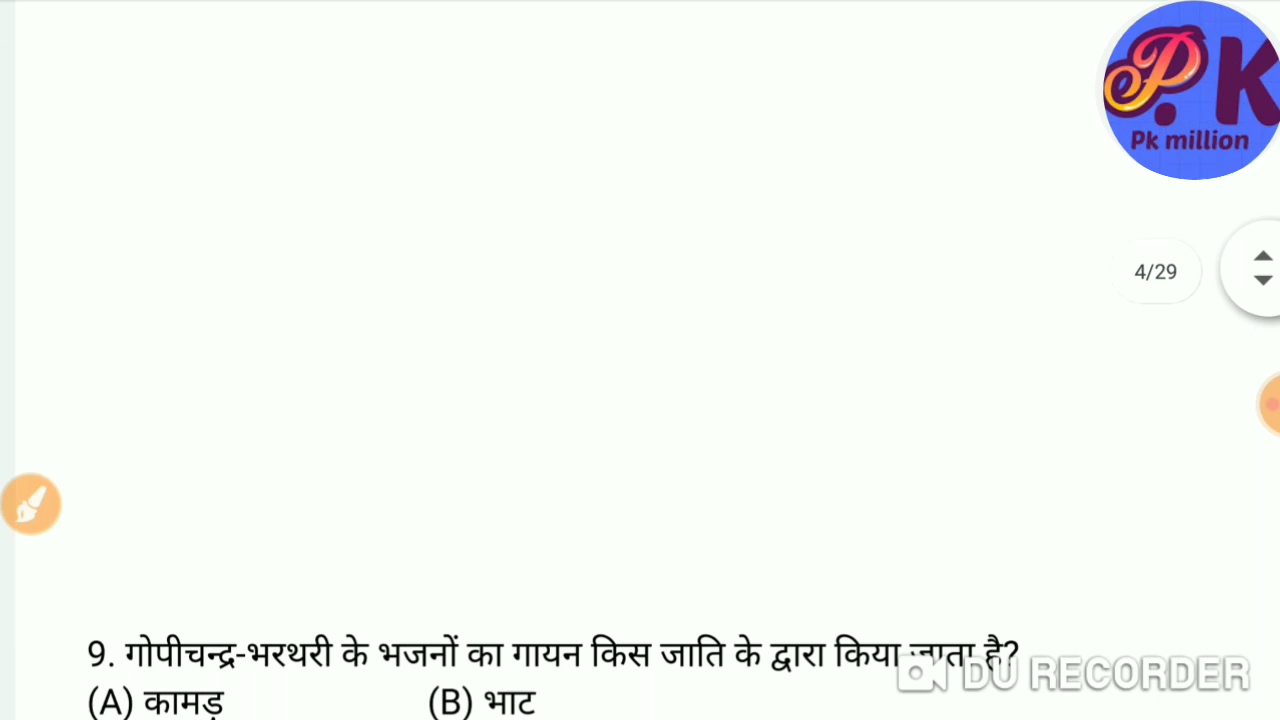 P.K
Pk million
4/29
9. गोपीचन्द्र-भरथरी के भजनों का गायन किस जाति के द्वारा किया जाता है?
DU RECORDER
(A) कामड़ (B) भाट